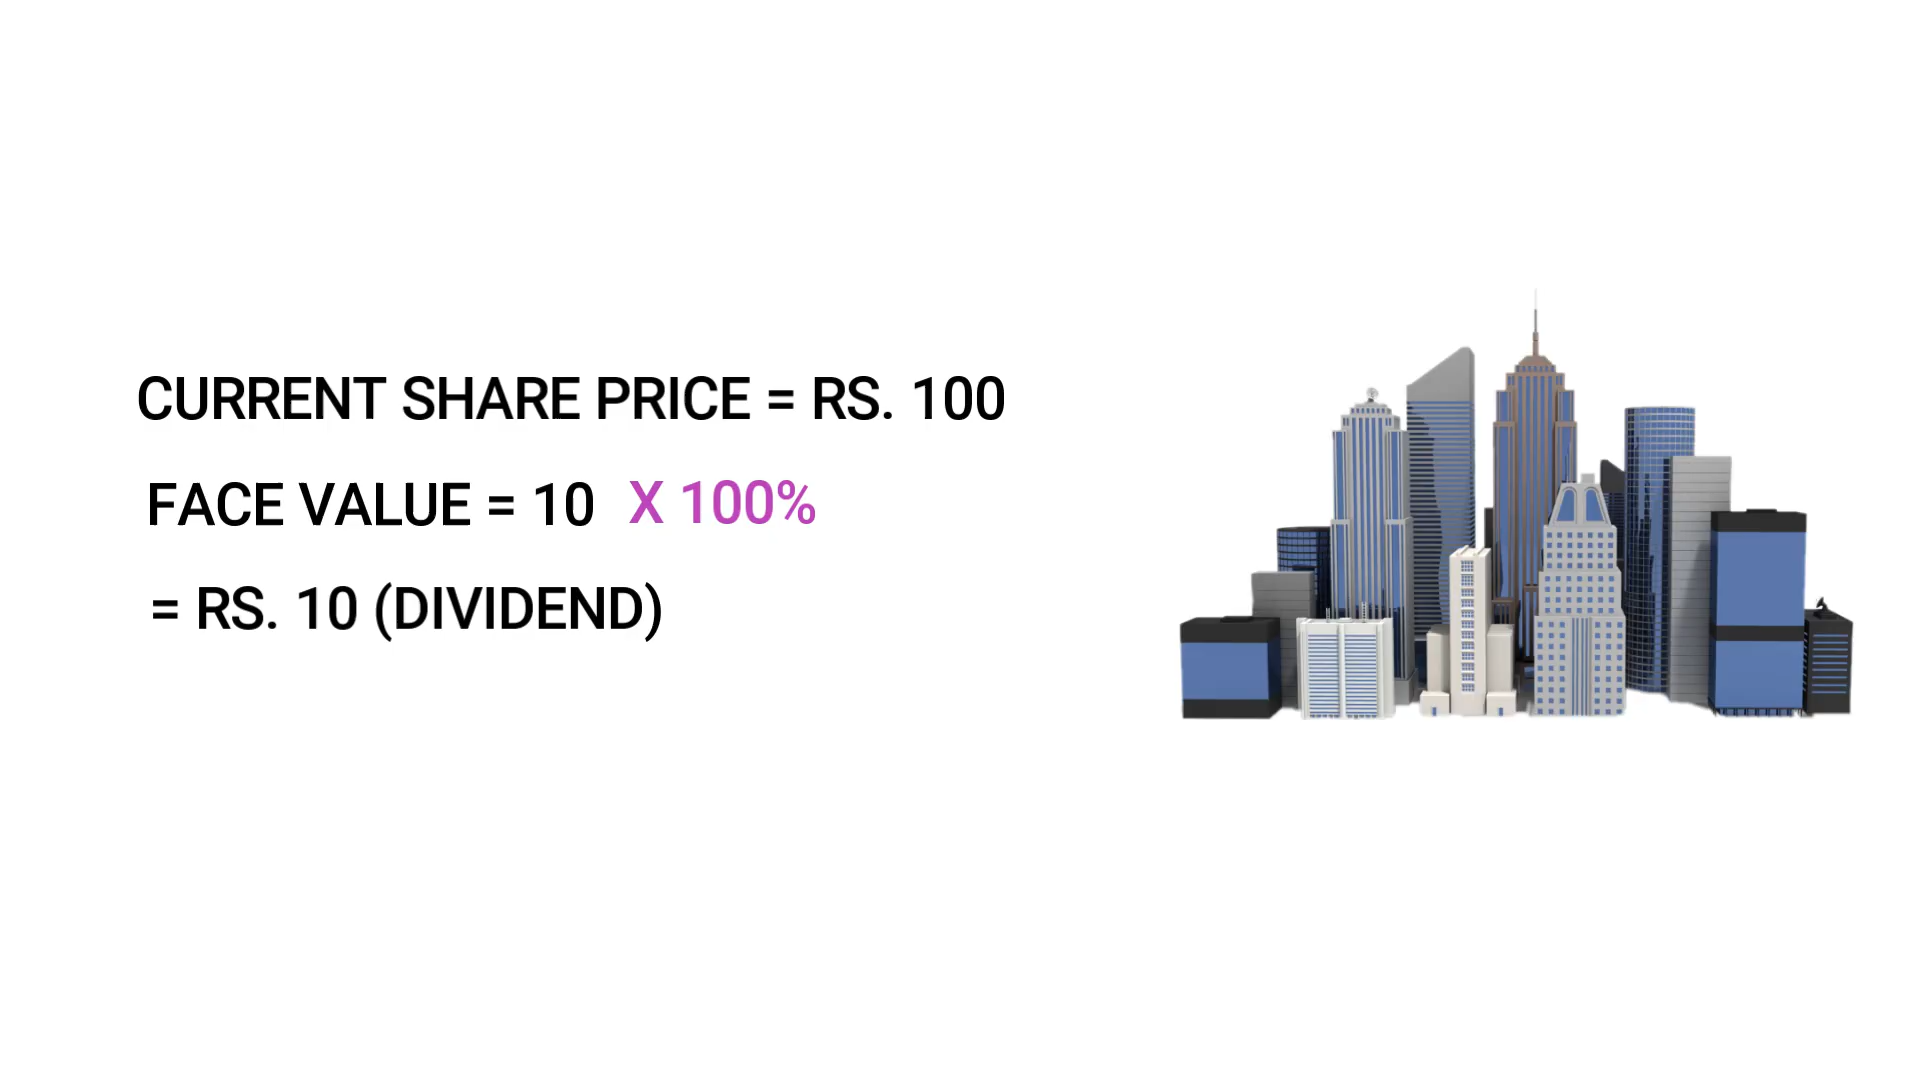 CURRENT SHARE PRICE = RS. 100
FACE VALUE = 10 X 100%
= RS. 10 (DIVIDEND)